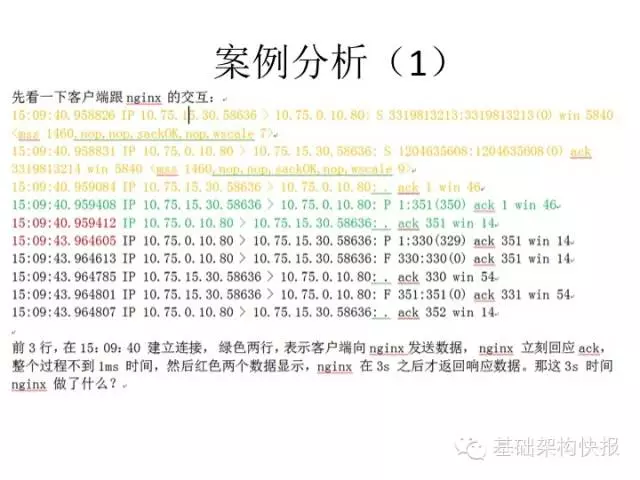 案例分析（1）
先看一下客户端跟 nginx 的交互：
15:09:40.958826 IP 10.75.15.30.58636 > 10.75.0.10.80: S 3319813213:3319813213(0) win 5840
<mss 1460,nop,nop,sackOK,nop,wscale 7>
15:09:40.958831 IP 10.75.0.10.80 > 10.75.15.30.58636: S 1204635608:1204635608(0) ack
3319813214 win 5840 <mss 1460,nop,nop,sackOK,nop,wscale 9>
15:09:40.959084 IP 10.75.15.30.58636 > 10.75.0.10.80: . ack 1 win 46
15:09:40.959408 IP 10.75.15.30.58636 > 10.75.0.10.80: P 1:351(350) ack 1 win 46
15:09:40.959412 IP 10.75.0.10.80 > 10.75.15.30.58636: . ack 351 win 14
15:09:43.964605 IP 10.75.0.10.80 > 10.75.15.30.58636: P 1:330(329) ack 351 win 14
15:09:43.964613 IP 10.75.0.10.80 > 10.75.15.30.58636: F 330:330(0) ack 351 win 14
15:09:43.964785 IP 10.75.15.30.58636 > 10.75.0.10.80: . ack 330 win 54
15:09:43.964801 IP 10.75.15.30.58636 > 10.75.0.10.80: F 351:351(0) ack 331 win 54
15:09:43.964807 IP 10.75.0.10.80 > 10.75.15.30.58636: . ack 352 win 14
前 3 行，在 15：09：40 建立连接， 绿色两行，表示客户端向 nginx 发送数据， nginx 立刻回应 ack，
整个过程不到 1ms 时间，然后红色两个数据显示，nginx 在 3s 之后才返回响应数据。那这 3s 时间
nginx 做了什么？
基础架构快报